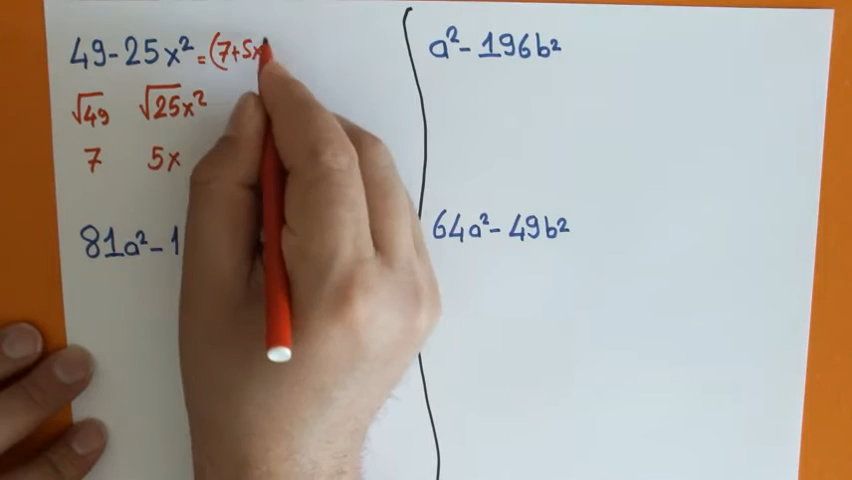 49-25x² = (7+5x
√49 √25x²
7 5x
81a²-1
a²-196b²
64a²-49b²